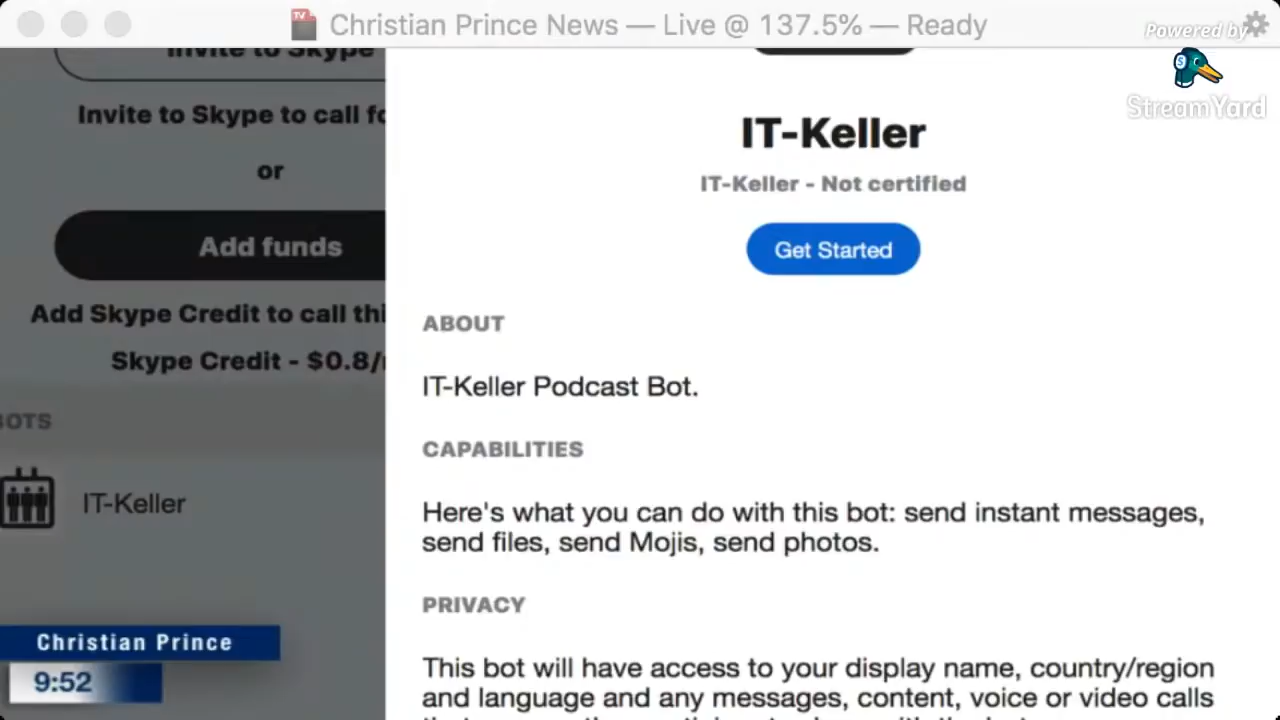 Christian Prince News — Live @ 137.5% — Ready
Powered by
StreamYard
Invite to Skype
Invite to Skype to call
or
Add funds
Add Skype Credit to call
Skype Credit - $0.8/
BOTS
IT-Keller
IT-Keller
IT-Keller - Not certified
Get Started
ABOUT
IT-Keller Podcast Bot.
CAPABILITIES
Here's what you can do with this bot: send instant messages,
send files, send Mojis, send photos.
PRIVACY
This bot will have access to your display name, country/region
and language and any messages, content, voice or video calls
Christian Prince
9:52